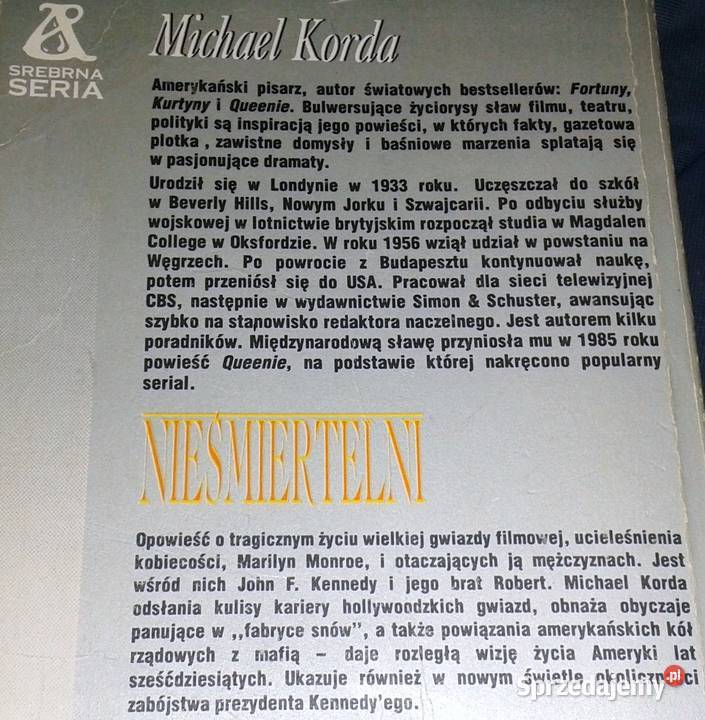 Michael Korda
SREBRNA
SERIA
Amerykański pisarz, autor światowych bestsellerów: Fortuny,
Kurtyny i Queenie. Bulwersujące życiorysy sław filmu, teatru,
polityki są inspiracją jego powieści, w których fakty, gazetowa
plotka , zawistne domysły i baśniowe marzenia splatają się
w pasjonujące dramaty.
Urodził się w Londynie w 1933 roku. Uczęszczał do szkół
w Beverly Hills, Nowym Jorku i Szwajcarii. Po odbyciu służby
wojskowej w lotnictwie brytyjskim rozpoczął studia w Magdalen
College w Oksfordzie. W roku 1956 wziął udział w powstaniu na
Węgrzech. Po powrocie z Budapesztu kontynuował naukę,
potem przeniósł się do USA. Pracował dla sieci telewizyjnej
CBS, następnie w wydawnictwie Simon & Schuster, awansując
szybko na stanowisko redaktora naczelnego. Jest autorem kilku
poradników. Międzynarodową sławę przyniosła mu w 1985 roku
powieść Queenie, na podstawie której nakręcono popularny
serial.
NIEŚMIERTELNI
Opowieść o tragicznym życiu wielkiej gwiazdy filmowej, ucieleśnienia
kobiecości, Marilyn Monroe, i otaczających ją mężczyznach. Jest
wśród nich John F. Kennedy i jego brat Robert. Michael Korda
odsłania kulisy kariery hollywoodzkich gwiazd, obnaża obyczaje
panujące w ,,fabryce snów", a także powiązania amerykańskich kół
rządowych z mafią – daje rozległą wizję życia Ameryki lat
sześćdziesiątych. Ukazuje również w nowym świetle okoliczności
zabójstwa prezydenta Kennedy'ego.
Sprzedajemy.pl